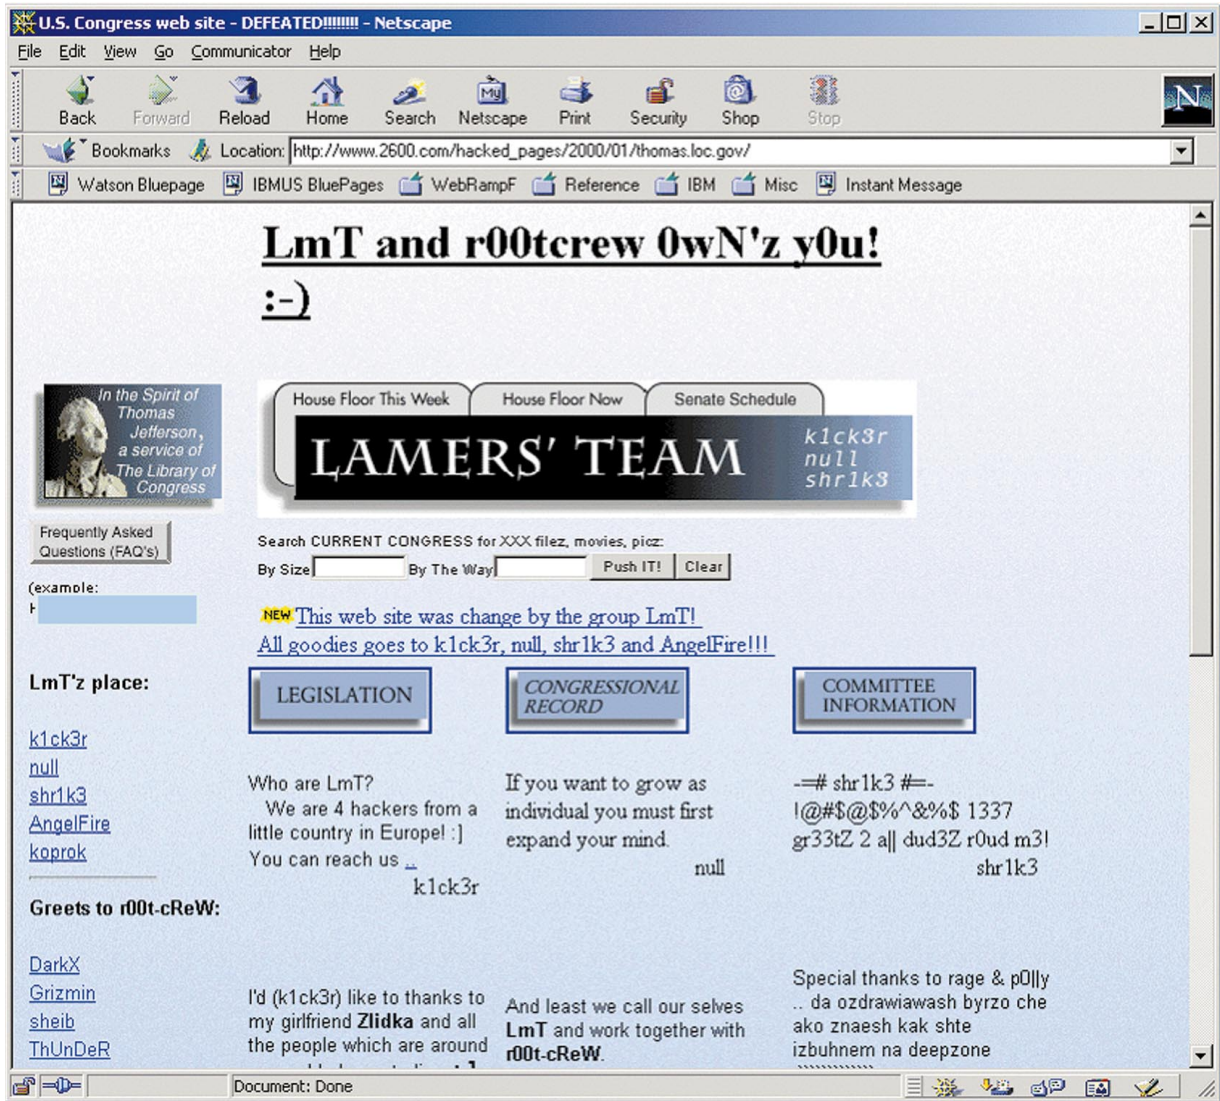 U.S. Congress web site - DEFEATED!!!!!!!! - Netscape
File Edit View Go Communicator Help
Back Forward Reload Home Search Netscape Print Security Shop Stop
My
N
Bookmarks Location: http://www.2600.com/hacked_pages/2000/01/thomas.loc.gov/
Watson Bluepage IBMUS BluePages WebRampF Reference IBM Misc Instant Message
LmT and r00tcrew 0wN'z y0u!
:-)
In the Spirit of
Thomas
Jefferson,
a service of
The Library of
Congress
House Floor This Week House Floor Now Senate Schedule
LAMERS' TEAM
k1ck3r
null
shr1k3
Frequently Asked
Questions (FAQ's)
(example:
Search CURRENT CONGRESS for XXX filez, movies, picz:
By Size By The Way Push IT! Clear
NEW This web site was change by the group LmT!
All goodies goes to k1ck3r, null, shr1k3 and AngelFire!!!
LmT'z place:
k1ck3r
null
shr1k3
AngelFire
koprok
Greets to r00t-cReW:
DarkX
Grizmin
sheib
ThUnDeR
LEGISLATION
Who are LmT?
We are 4 hackers from a
little country in Europe! :]
You can reach us ..
k1ck3r
I'd (k1ck3r) like to thanks to
my girlfriend Zlidka and all
the people which are around
CONGRESSIONAL
RECORD
If you want to grow as
individual you must first
expand your mind.
null
And least we call our selves
LmT and work together with
r00t-cReW.
COMMITTEE
INFORMATION
-=# shr1k3 #=-
!@#$@$%^&%$ 1337
gr33tZ 2 a|| dud3Z r0ud m3!
shr1k3
Special thanks to rage & p0||y
.. da ozdrawiawash byrzo che
ako znaesh kak shte
izbuhnem na deepzone
Document: Done